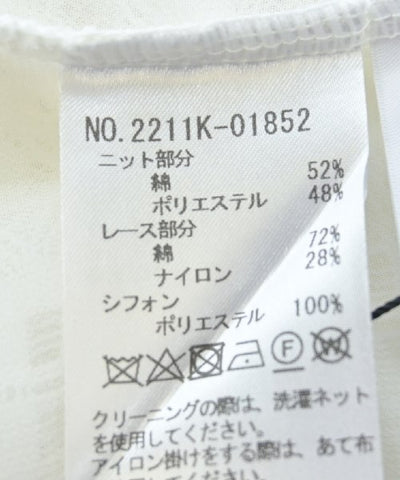 NO.2211K-01852
ニット部分
綿 52%
ポリエステル 48%
レース部分
綿 72%
ナイロン 28%
シフォン
ポリエステル 100%
F W
クリーニングの際は、洗濯ネット
を使用してください。
アイロン掛けをする際は、あて布